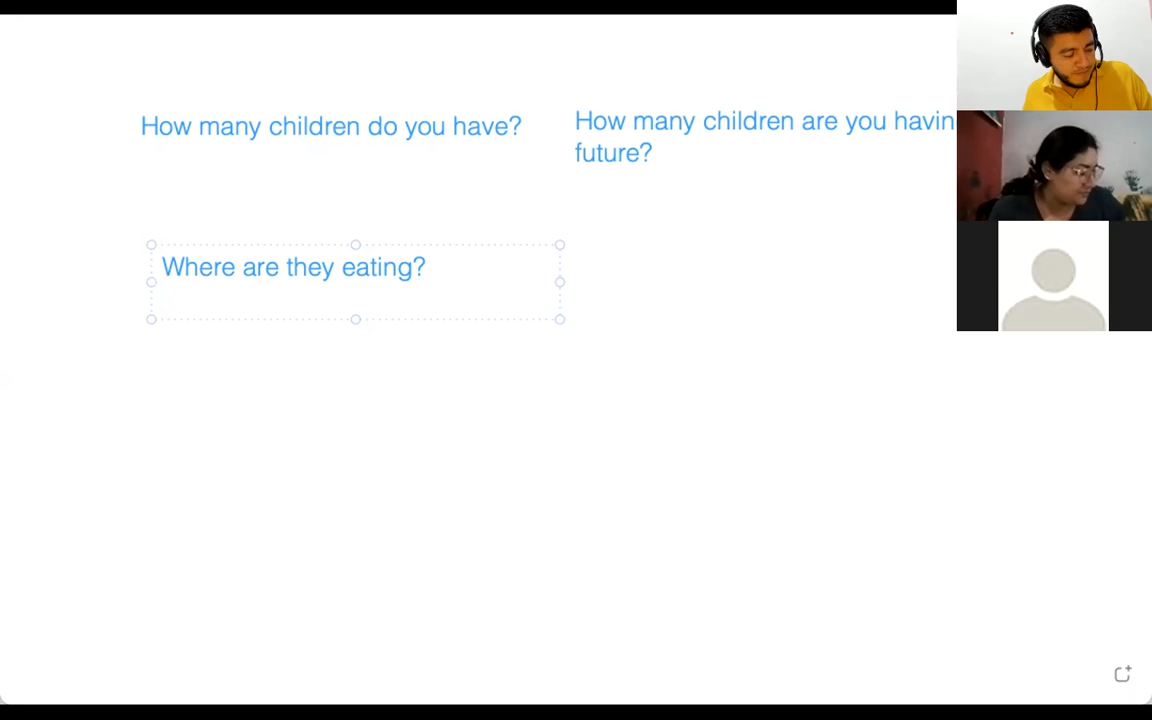 How many children do you have?
How many children are you havin
future?
Where are they eating?